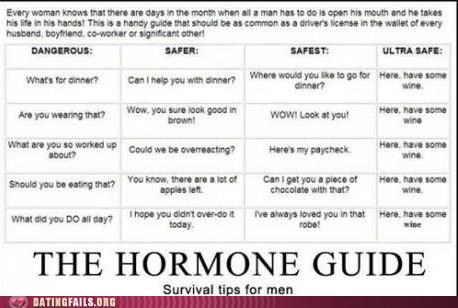 Every woman knows that there are days in the month when all a man has to do is open his mouth and he takes
his life in his hands! This is a handy guide that should be as common as a driver's license in the wallet of every
husband, boyfriend, co-worker or significant other!
DANGEROUS: SAFER: SAFEST: ULTRA SAFE:
What's for dinner? Can I help you with dinner? Where would you like to go for
dinner? Here, have some
wine.
Are you wearing that? Wow, you sure look good in
brown! WOW! Look at you! Here, have some
wine
What are you so worked up
about? Could we be overreacting? Here's my paycheck. Here, have some
wine.
Should you be eating that? You know, there are a lot of
apples left. Can I get you a piece of
chocolate with that? Here, have some
wine.
What did you DO all day? I hope you didn't over-do it
today. I've always loved you in that
robe! Here, have some
wine
THE HORMONE GUIDE
Survival tips for men
DATINGFAILS.ORG